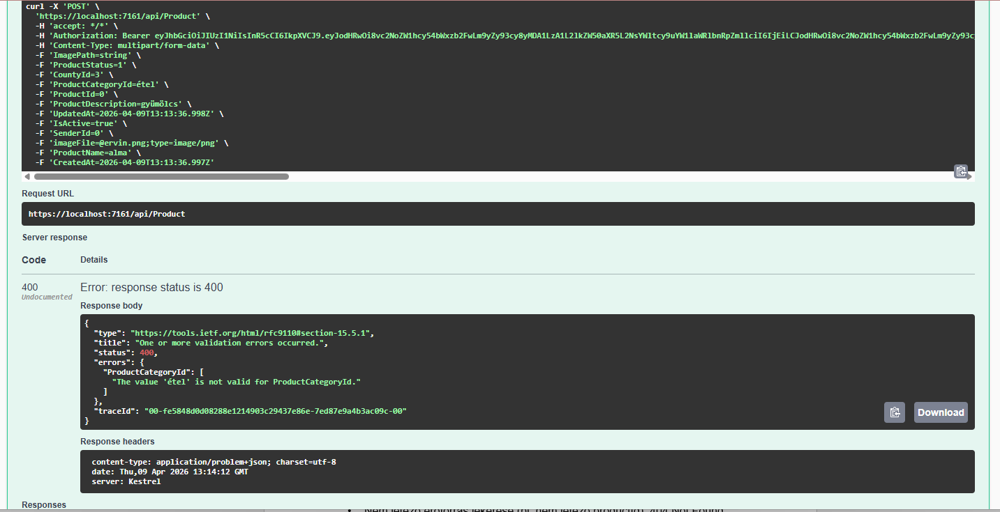 curl -X 'POST' \
'https://localhost:7161/api/Product' \
-H 'accept: */*' \
-H 'Authorization: Bearer
-H 'Content-Type: multipart/form-data' \
-F 'ImagePath=string' \
-F 'ProductStatus=1' \
-F 'CountyId=3' \
-F 'ProductCategoryId=étel' \
-F 'ProductId=0' \
-F 'ProductDescription=gyümölcs' \
-F 'UpdatedAt=2026-04-09T13:13:36.998Z' \
-F 'IsActive=true' \
-F 'SenderId=0' \
-F 'imageFile=@ervin.png;type=image/png' \
-F 'ProductName=alma' \
-F 'CreatedAt=2026-04-09T13:13:36.997Z'
Request URL
https://localhost:7161/api/Product
Server response
Code Details
400 Error: response status is 400
Undocumented
Response body
{
"type": "https://tools.ietf.org/html/rfc9110#section-15.5.1",
"title": "One or more validation errors occurred.",
"status": 400,
"errors": {
"ProductCategoryId": [
"The value 'étel' is not valid for ProductCategoryId."
]
},
"traceId": "00-fe5848d0d08288e1214903c29437e86e-7ed87e9a4b3ac09c-00"
}
Download
Response headers
content-type: application/problem+json; charset=utf-8
date: Thu,09 Apr 2026 13:14:12 GMT
server: Kestrel
Responses